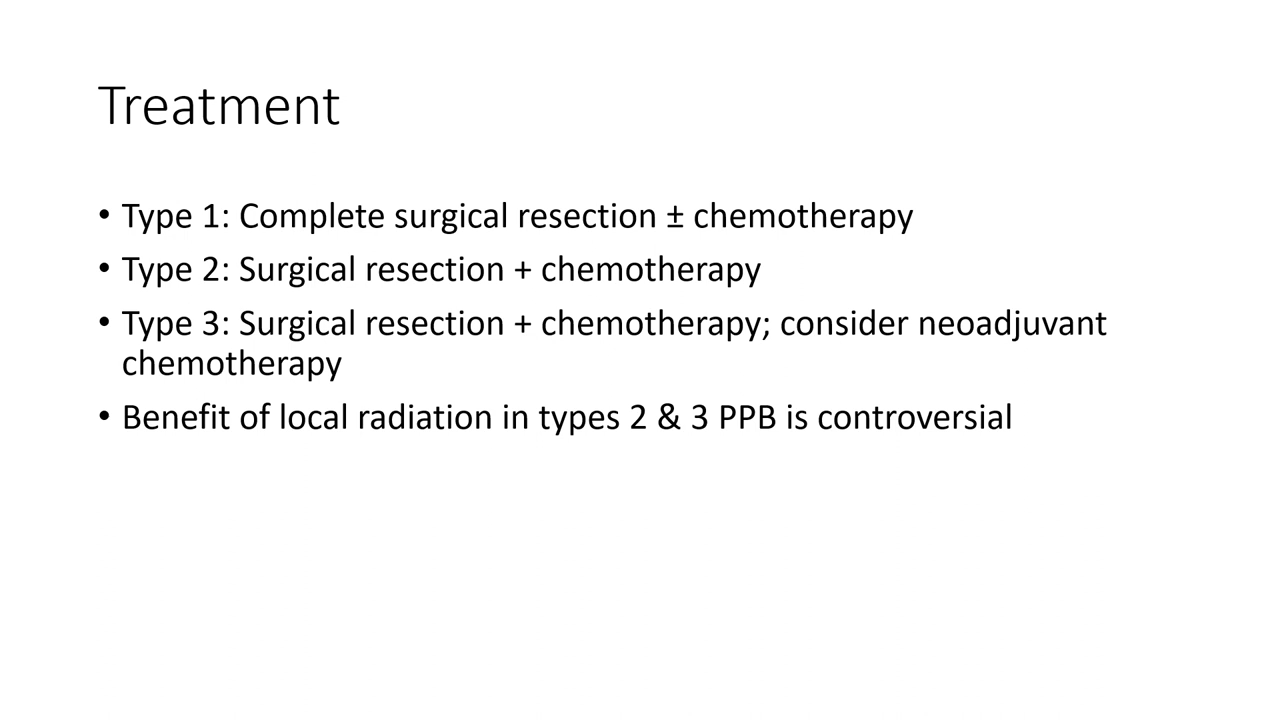 Treatment
• Type 1: Complete surgical resection ± chemotherapy
• Type 2: Surgical resection + chemotherapy
• Type 3: Surgical resection + chemotherapy; consider neoadjuvant
chemotherapy
• Benefit of local radiation in types 2 & 3 PPB is controversial